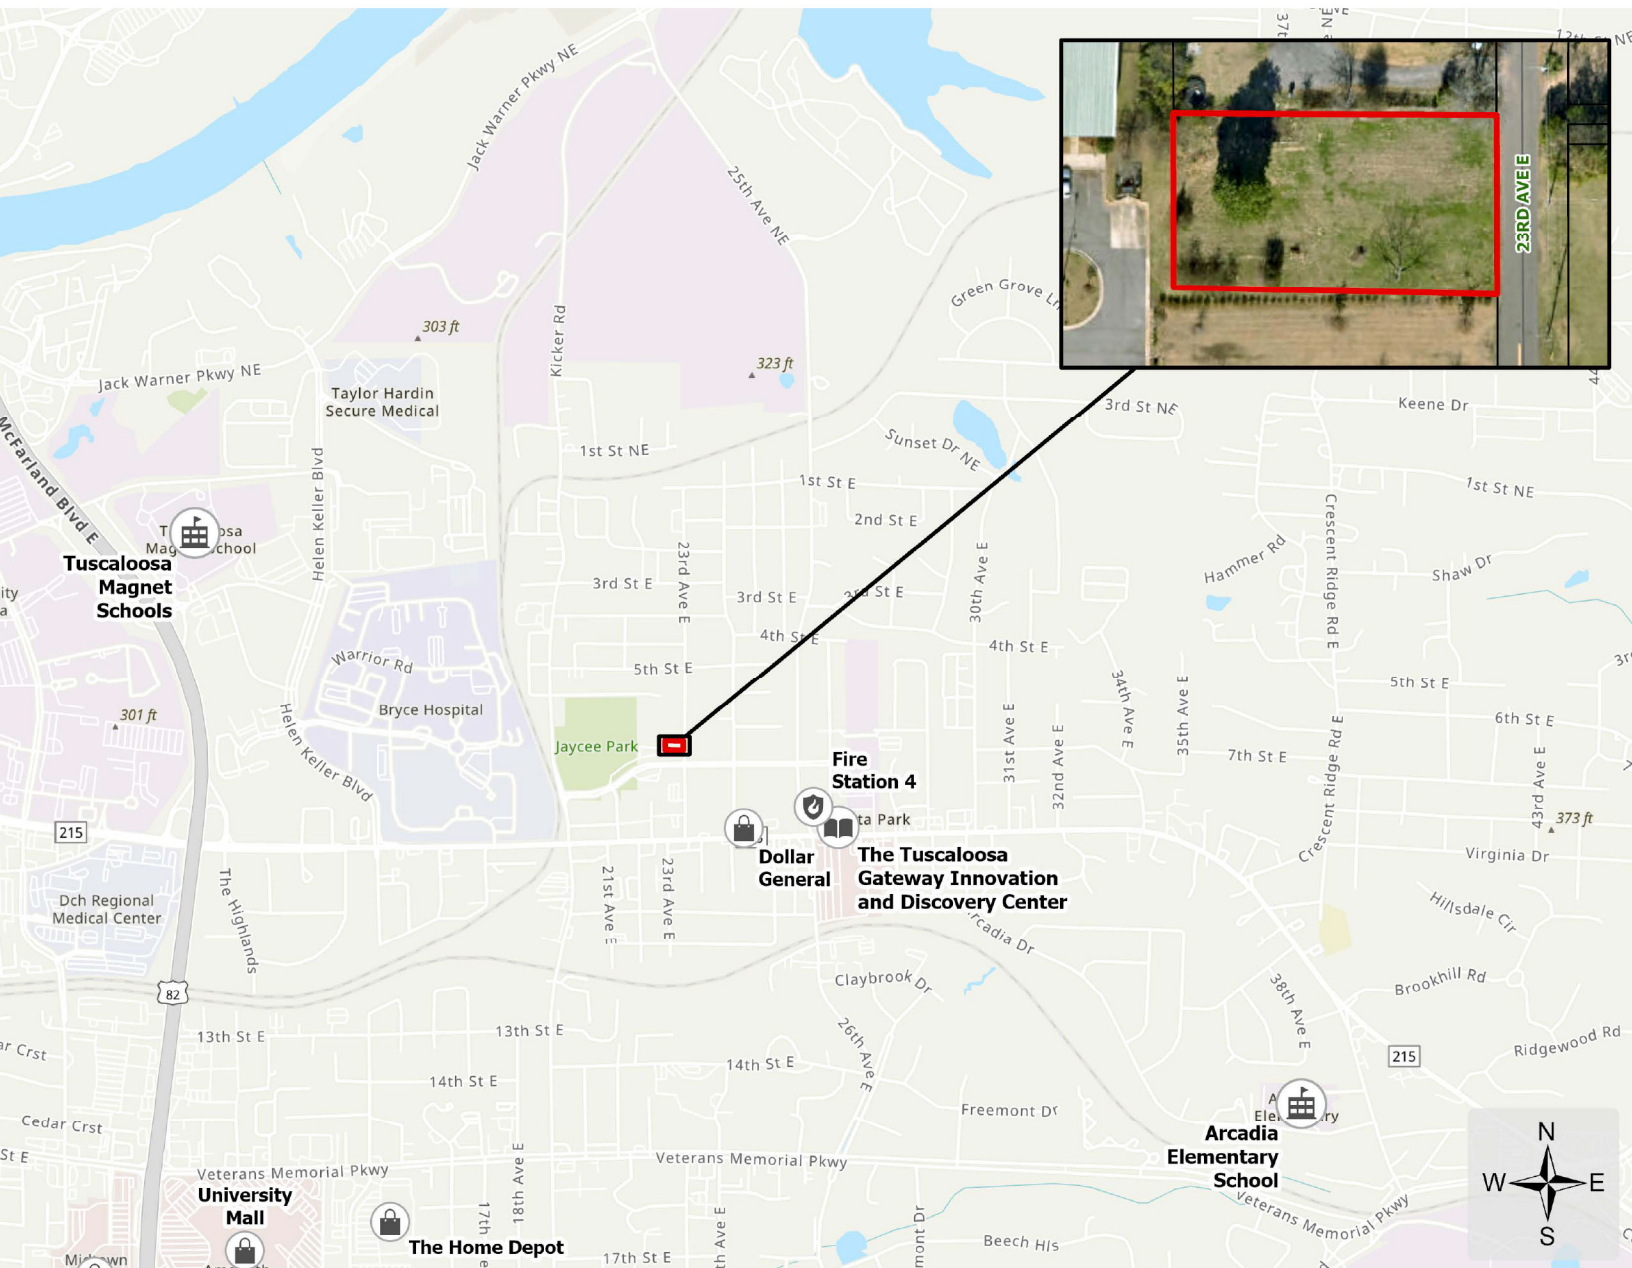 12th St NE
Jack Warner Pkwy NE
25th Ave NE
23RD AVE E
Green Grove Ln
303 ft
Kicker Rd
323 ft
Jack Warner Pkwy NE
Taylor Hardin
Secure Medical
3rd St NE
Keene Dr
McFarland Blvd E
Helen Keller Blvd
1st St NE
Sunset Dr NE
1st St E
1st St NE
2nd St E
Crescent Ridge Rd E
Hammer Rd
Shaw Dr
Tuscaloosa
Magnet
Schools
23rd Ave E
3rd St E
3rd St E
3rd St E
30th Ave E
4th St E
4th St E
Warrior Rd
5th St E
34th Ave E
35th Ave E
5th St E
Bryce Hospital
301 ft
Helen Keller Blvd
Jaycee Park
31st Ave E
32nd Ave E
6th St E
7th St E
Fire
Station 4
43rd Ave E
Crescent Ridge Rd E
373 ft
215
Dollar
General
The Tuscaloosa
Gateway Innovation
and Discovery Center
Virginia Dr
Dch Regional
Medical Center
The Highlands
21st Ave E
23rd Ave E
Hillsdale Cir
Arcadia Dr
Claybrook Dr
Brookhill Rd
82
38th Ave E
13th St E
13th St E
26th Ave E
Ridgewood Rd
215
14th St E
14th St E
Freemont Dr
Cedar Crst
Arcadia
Elementary
School
N
W E
S
Veterans Memorial Pkwy
Veterans Memorial Pkwy
Veterans Memorial Pkwy
18th Ave E
University
Mall
The Home Depot
17th St E
Beech Hls